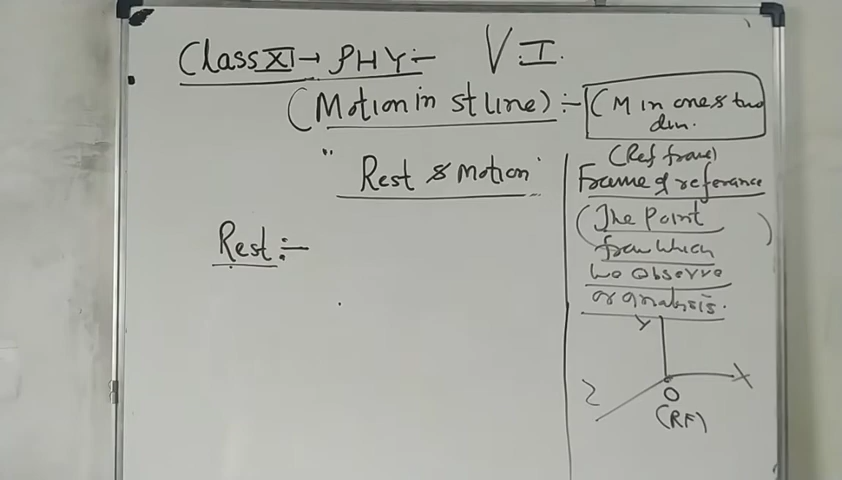 Class XI → PHY:- V I.
(Motion in st line) :- (M in one & two
dim.
"Rest & Motion"
Rest :-
(Ref frame)
Frame of reference
(The Point
from which
we observe
or analysis.)
Y
X
Z
O
(RF)